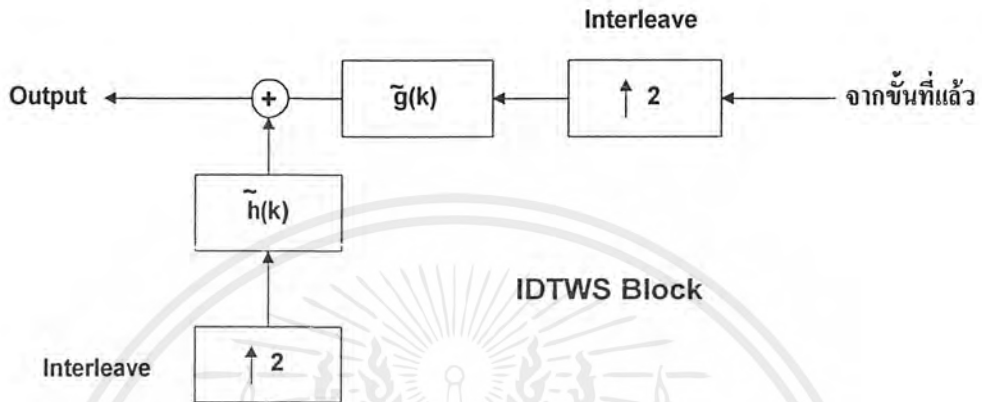 Interleave
Output
+
g̃(k)
↑ 2
จากขั้นที่แล้ว
h̃(k)
IDTWS Block
Interleave
↑ 2